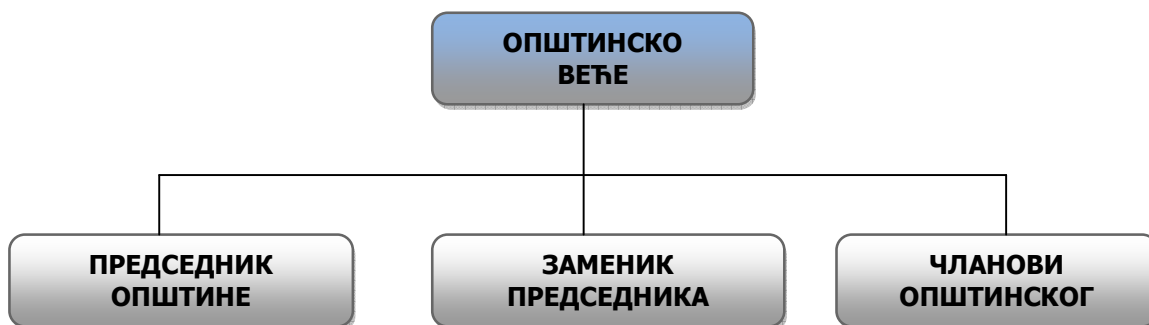 ОПШТИНСКО
ВЕЋЕ
ПРЕДСЕДНИК
ОПШТИНЕ
ЗАМЕНИК
ПРЕДСЕДНИКА
ЧЛАНОВИ
ОПШТИНСКОГ